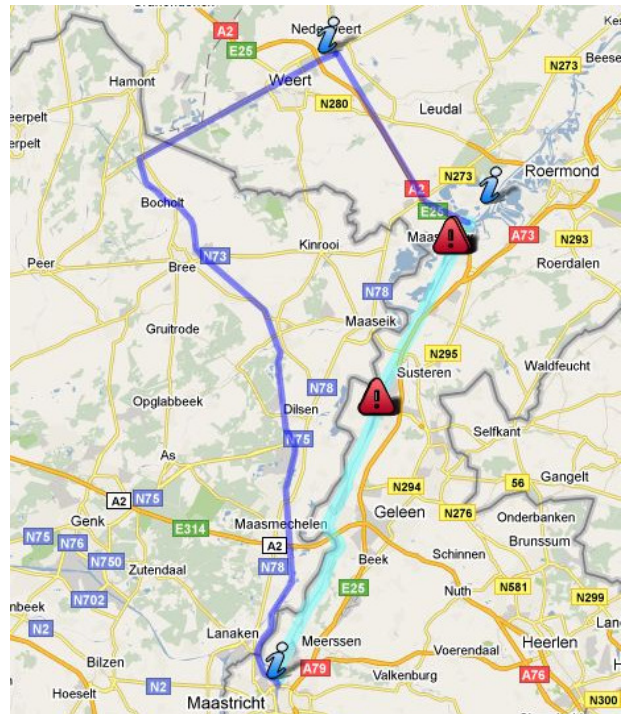 A2
Nederweert
E25
Weert
N273
Hamont
N280
Leudal
N273
Roermond
A2
E25
Bocholt
A73
N293
N73
Kinrooi
Peer
Bree
Roerdalen
N78
Gruitrode
Maaseik
N295
Waldfeucht
Susteren
N78
Opglabbeek
Dilsen
N75
Selfkant
As
56
Gangelt
N294
A2
N75
N276
Genk
E314
Maasmechelen
Geleen
Onderbanken
N75
N76
A2
Brunssum
N750
N78
Beek
Schinnen
Zutendaal
E25
N581
Nuth
N702
N299
N2
Lanaken
Meerssen
Voerendaal
Heerlen
Bilzen
A79
A76
Hoeselt
N2
Valkenburg
Maastricht
N300